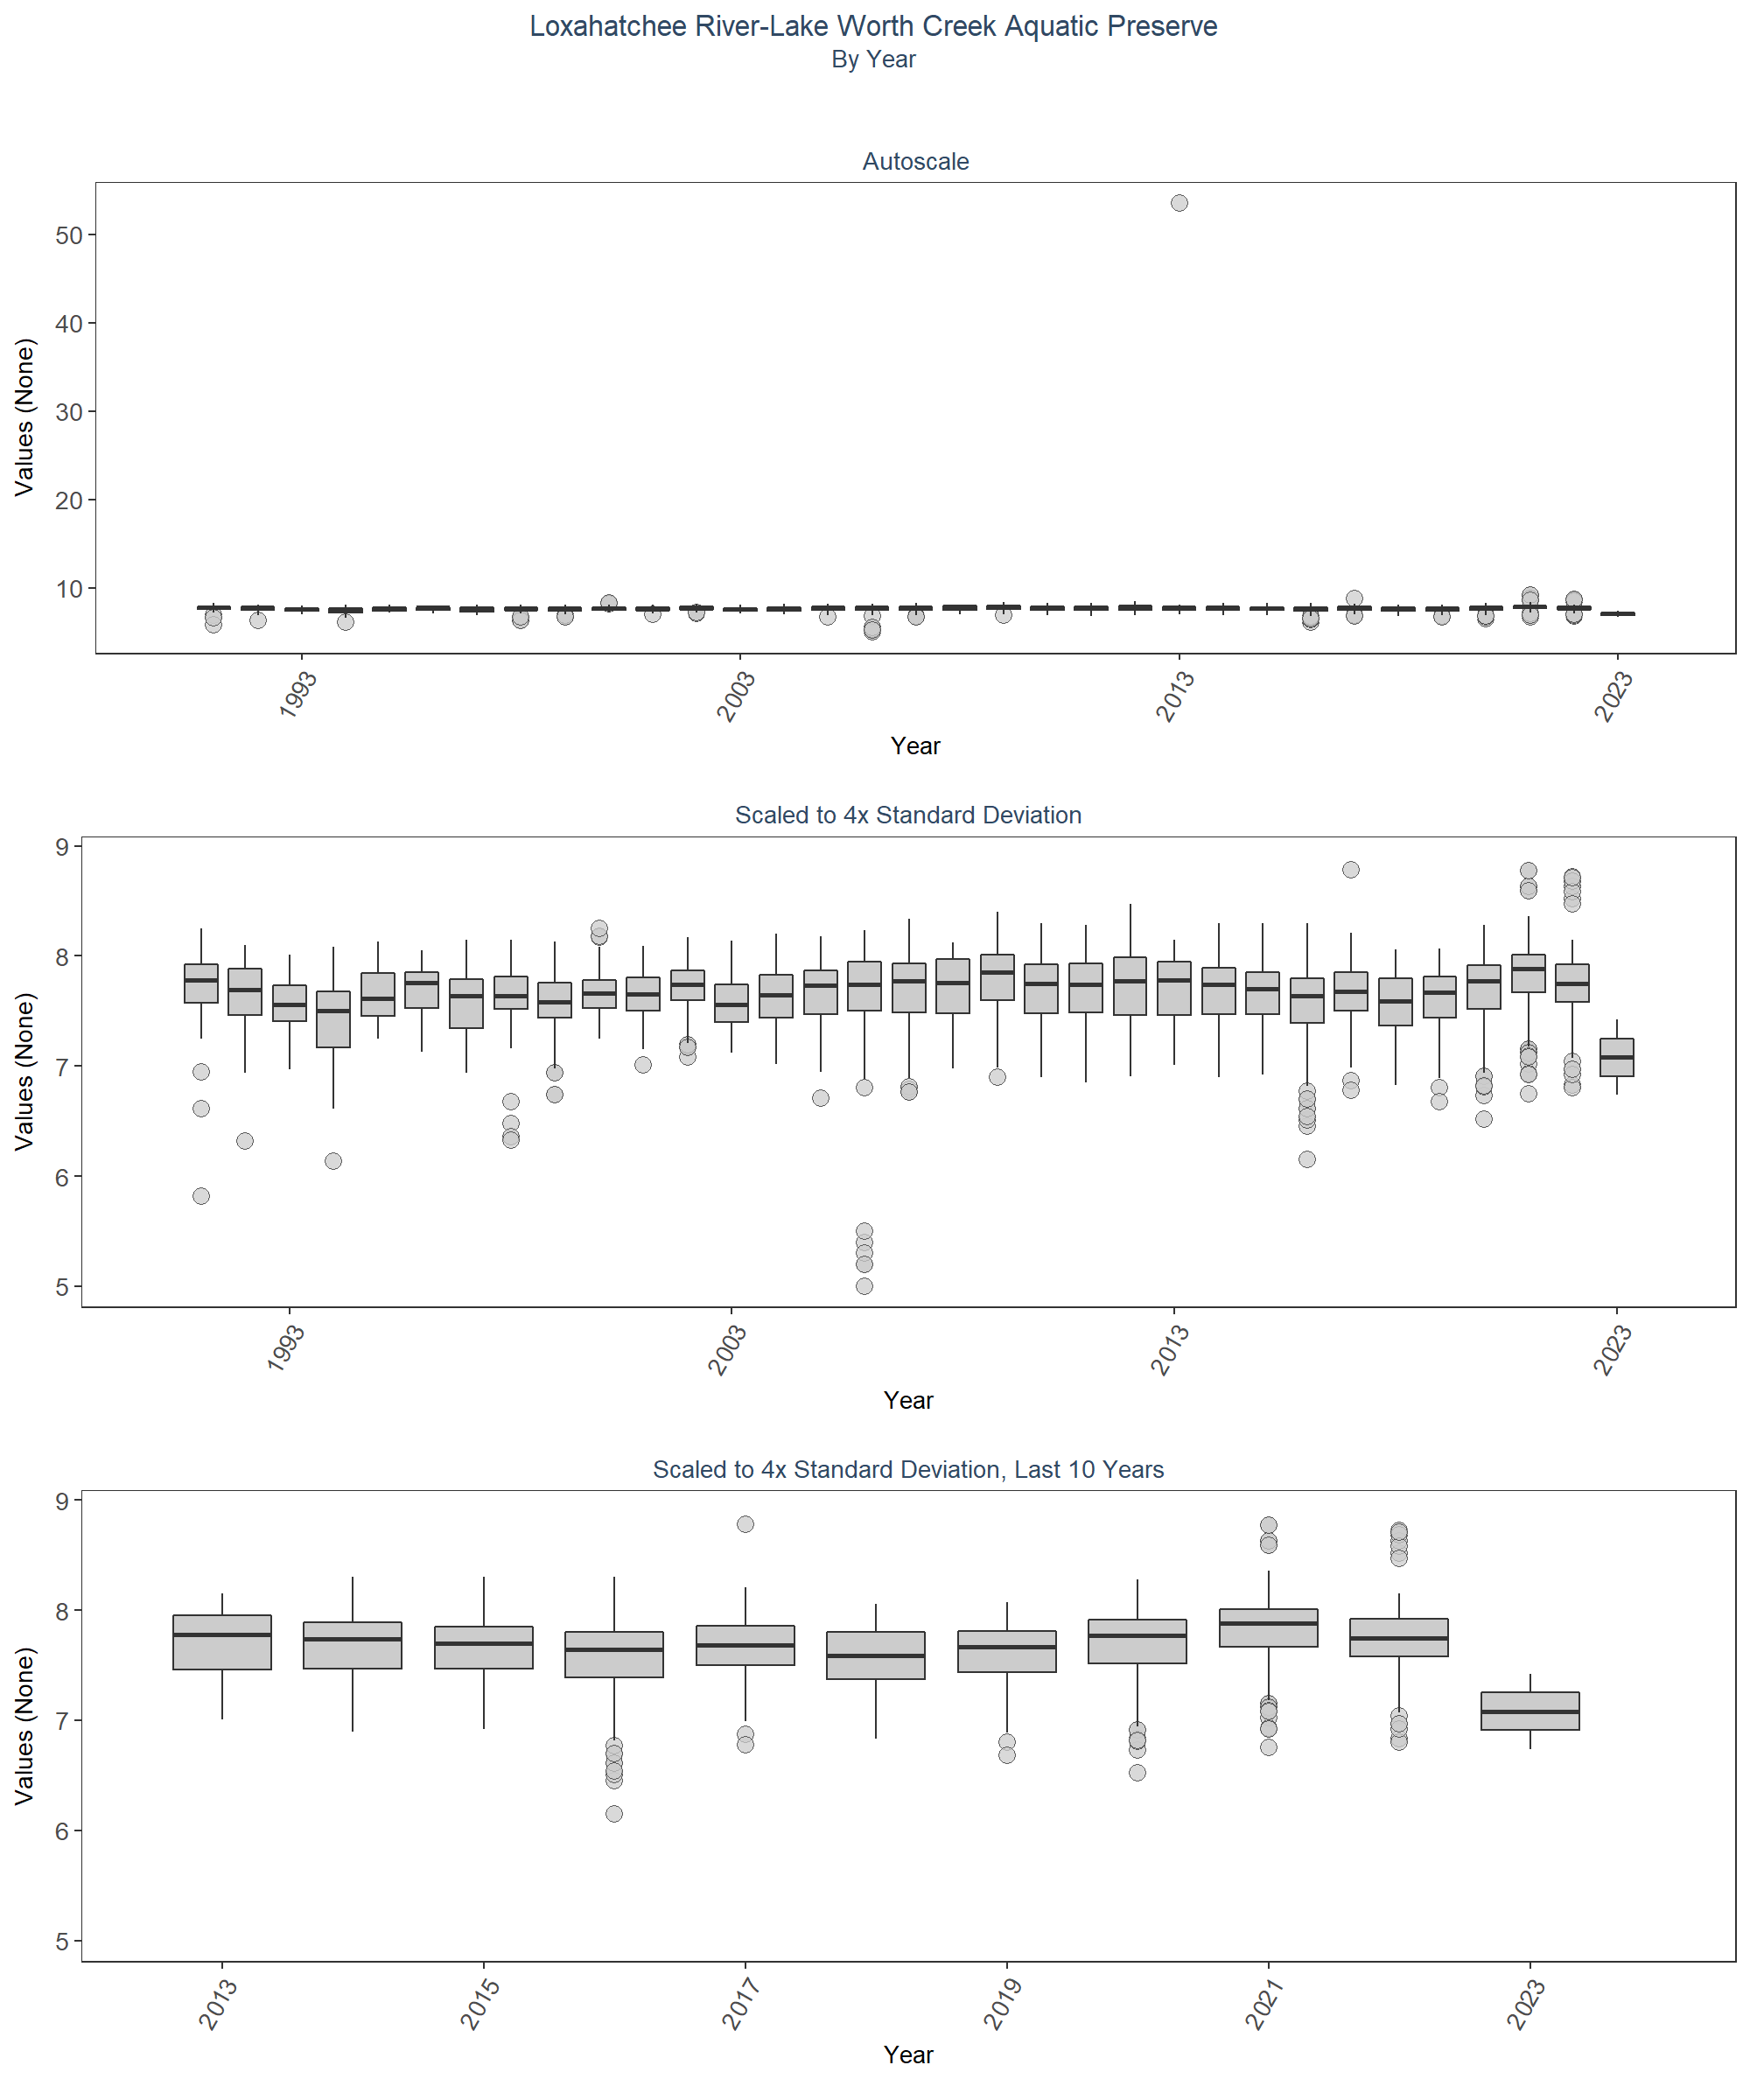 Loxahatchee River-Lake Worth Creek Aquatic Preserve
By Year
Autoscale
Values (None)
50
40
30
20
10
1993
2003
2013
2023
Year
Scaled to 4x Standard Deviation
Values (None)
9
8
7
6
5
1993
2003
2013
2023
Year
Scaled to 4x Standard Deviation, Last 10 Years
Values (None)
9
8
7
6
5
2013
2015
2017
2019
2021
2023
Year